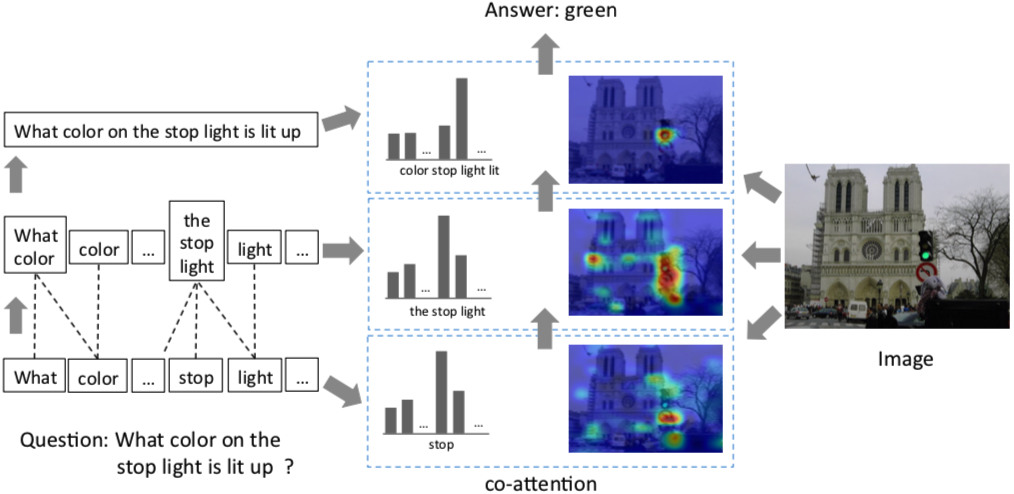 Answer: green
What color on the stop light is lit up
...
...
color stop light lit
What
color
color
...
the
stop
light
light
...
...
...
the stop light
What
color
...
stop
light
...
...
...
stop
Image
Question: What color on the
stop light is lit up ?
co-attention